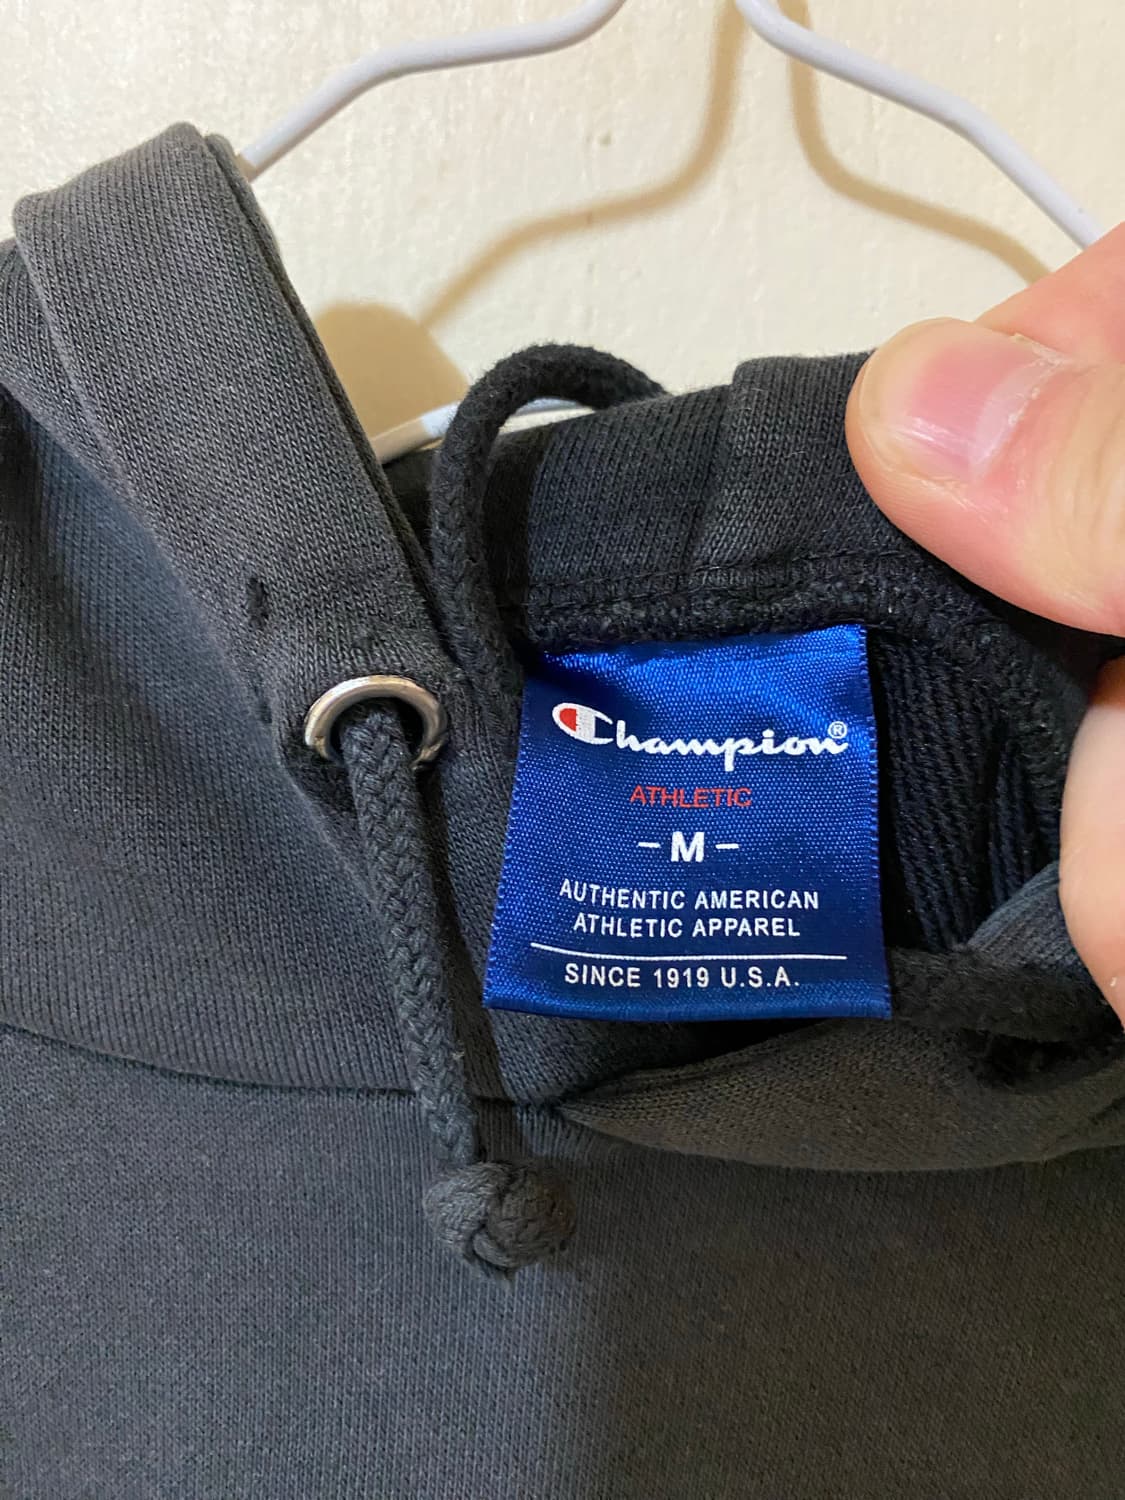 Champion®
ATHLETIC
- M -
AUTHENTIC AMERICAN
ATHLETIC APPAREL
SINCE 1919 U.S.A.